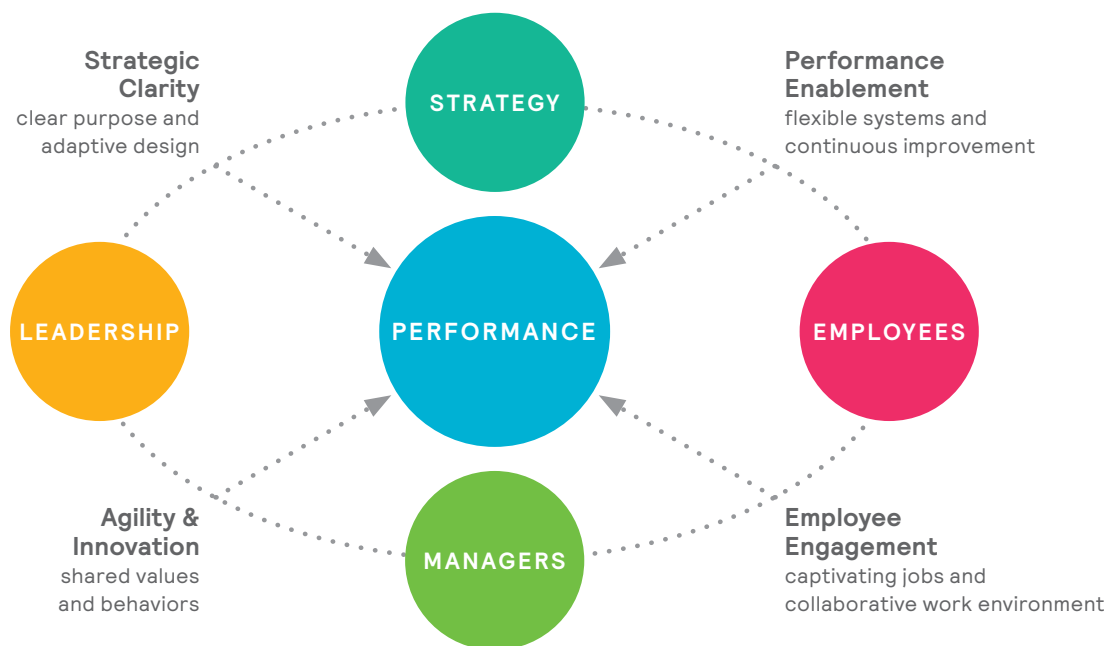 Strategic
Clarity
clear purpose and
adaptive design
STRATEGY
Performance
Enablement
flexible systems and
continuous improvement
LEADERSHIP
PERFORMANCE
EMPLOYEES
Agility &
Innovation
shared values
and behaviors
MANAGERS
Employee
Engagement
captivating jobs and
collaborative work environment